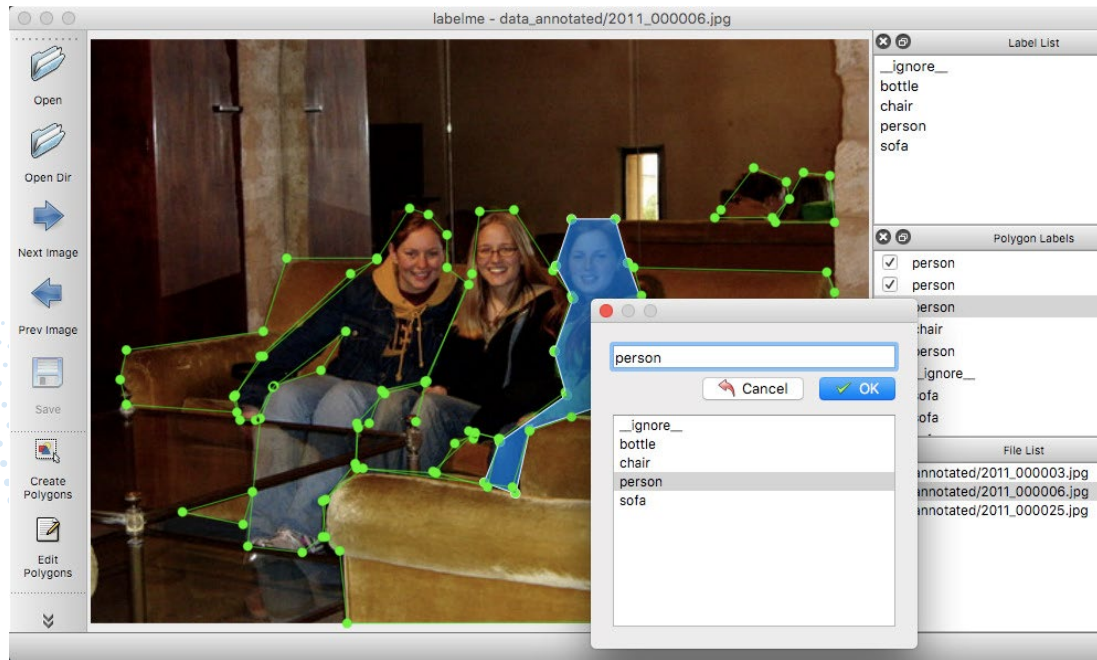 labelme - data_annotated/2011_000006.jpg
Open
Open Dir
Next Image
Prev Image
Save
Create
Polygons
Edit
Polygons
Label List
__ignore__
bottle
chair
person
sofa
Polygon Labels
person
person
person
chair
person
_ignore__
ofa
sofa
person
Cancel
OK
__ignore__
bottle
chair
person
sofa
File List
annotated/2011_000003.jpg
annotated/2011_000006.jpg
annotated/2011_000025.jpg